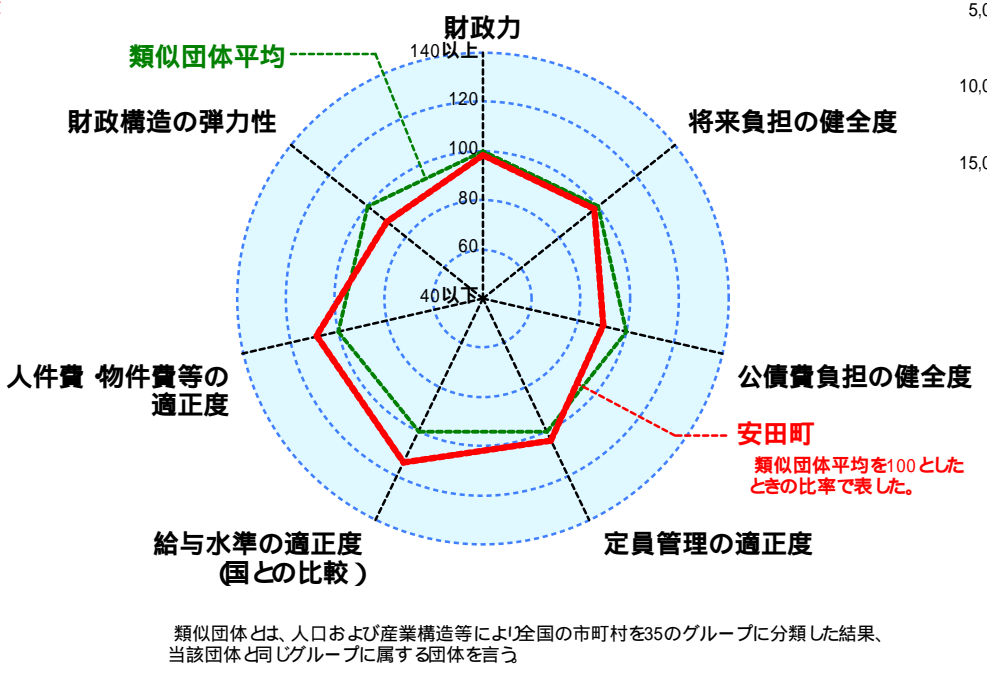 財政力
140以上
120
100
80
60
40以下
類似団体平均
財政構造の弾力性
将来負担の健全度
人件費・物件費等の
適正度
公債費負担の健全度
安田町
類似団体平均を100とした
ときの比率で表した。
給与水準の適正度
(国との比較)
定員管理の適正度
5,0
10,0
15,0
類似団体とは、人口および産業構造等により全国の市町村を35のグループに分類した結果、
当該団体と同じグループに属する団体を言う